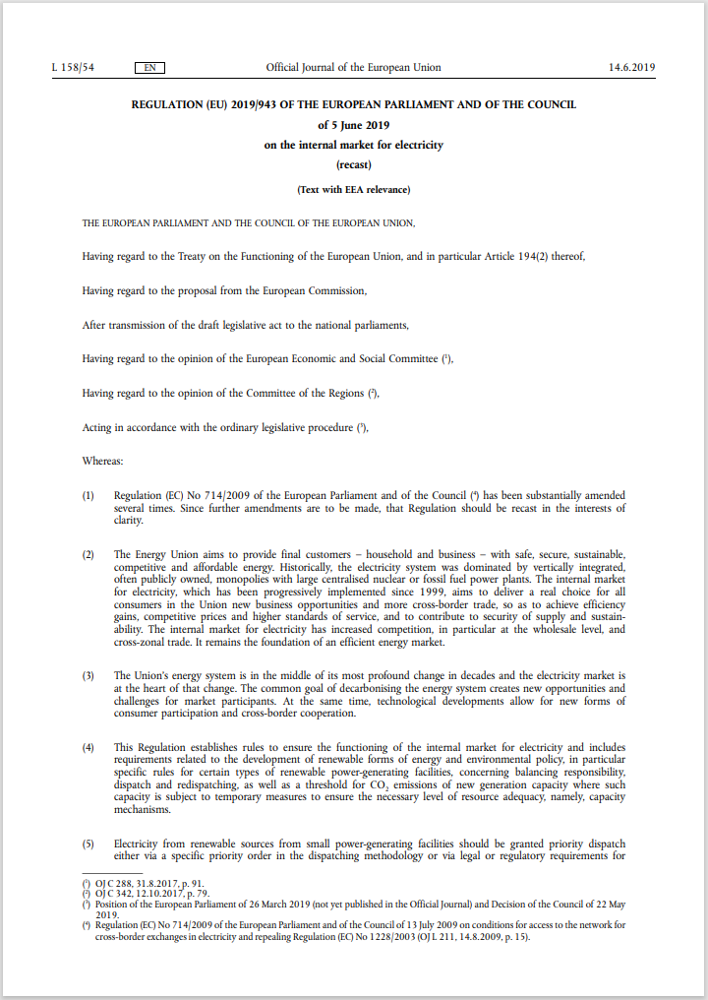 L 158/54 EN Official Journal of the European Union 14.6.2019
REGULATION (EU) 2019/943 OF THE EUROPEAN PARLIAMENT AND OF THE COUNCIL
of 5 June 2019
on the internal market for electricity
(recast)
(Text with EEA relevance)
THE EUROPEAN PARLIAMENT AND THE COUNCIL OF THE EUROPEAN UNION,
Having regard to the Treaty on the Functioning of the European Union, and in particular Article 194(2) thereof,
Having regard to the proposal from the European Commission,
After transmission of the draft legislative act to the national parliaments,
Having regard to the opinion of the European Economic and Social Committee (¹),
Having regard to the opinion of the Committee of the Regions (²),
Acting in accordance with the ordinary legislative procedure (³),
Whereas:
(1) Regulation (EC) No 714/2009 of the European Parliament and of the Council (⁴) has been substantially amended
several times. Since further amendments are to be made, that Regulation should be recast in the interests of
clarity.
(2) The Energy Union aims to provide final customers – household and business – with safe, secure, sustainable,
competitive and affordable energy. Historically, the electricity system was dominated by vertically integrated,
often publicly owned, monopolies with large centralised nuclear or fossil fuel power plants. The internal market
for electricity, which has been progressively implemented since 1999, aims to deliver a real choice for all
consumers in the Union new business opportunities and more cross-border trade, so as to achieve efficiency
gains, competitive prices and higher standards of service, and to contribute to security of supply and sustain-
ability. The internal market for electricity has increased competition, in particular at the wholesale level, and
cross-zonal trade. It remains the foundation of an efficient energy market.
(3) The Union's energy system is in the middle of its most profound change in decades and the electricity market is
at the heart of that change. The common goal of decarbonising the energy system creates new opportunities and
challenges for market participants. At the same time, technological developments allow for new forms of
consumer participation and cross-border cooperation.
(4) This Regulation establishes rules to ensure the functioning of the internal market for electricity and includes
requirements related to the development of renewable forms of energy and environmental policy, in particular
specific rules for certain types of renewable power-generating facilities, concerning balancing responsibility,
dispatch and redispatching, as well as a threshold for CO₂ emissions of new generation capacity where such
capacity is subject to temporary measures to ensure the necessary level of resource adequacy, namely, capacity
mechanisms.
(5) Electricity from renewable sources from small power-generating facilities should be granted priority dispatch
either via a specific priority order in the dispatching methodology or via legal or regulatory requirements for
(¹) OJ C 288, 31.8.2017, p. 91.
(²) OJ C 342, 12.10.2017, p. 79.
(³) Position of the European Parliament of 26 March 2019 (not yet published in the Official Journal) and Decision of the Council of 22 May
2019.
(⁴) Regulation (EC) No 714/2009 of the European Parliament and of the Council of 13 July 2009 on conditions for access to the network for
cross-border exchanges in electricity and repealing Regulation (EC) No 1228/2003 (OJ L 211, 14.8.2009, p. 15).